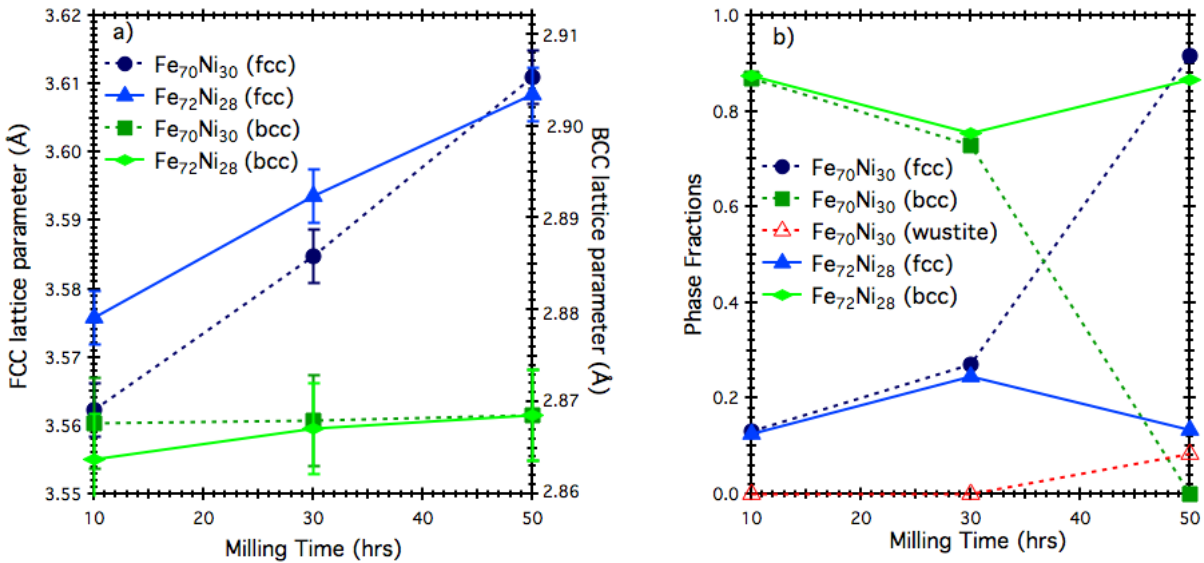 a)
Fe70Ni30 (fcc)
Fe72Ni28 (fcc)
Fe70Ni30 (bcc)
Fe72Ni28 (bcc)
FCC lattice parameter (Å)
3.62
3.61
3.60
3.59
3.58
3.57
3.56
3.55
BCC lattice parameter (Å)
2.91
2.90
2.89
2.88
2.87
2.86
10 20 30 40 50
Milling Time (hrs)
b)
Fe70Ni30 (fcc)
Fe70Ni30 (bcc)
Fe70Ni30 (wustite)
Fe72Ni28 (fcc)
Fe72Ni28 (bcc)
Phase Fractions
1.0
0.8
0.6
0.4
0.2
0.0
10 20 30 40 50
Milling Time (hrs)